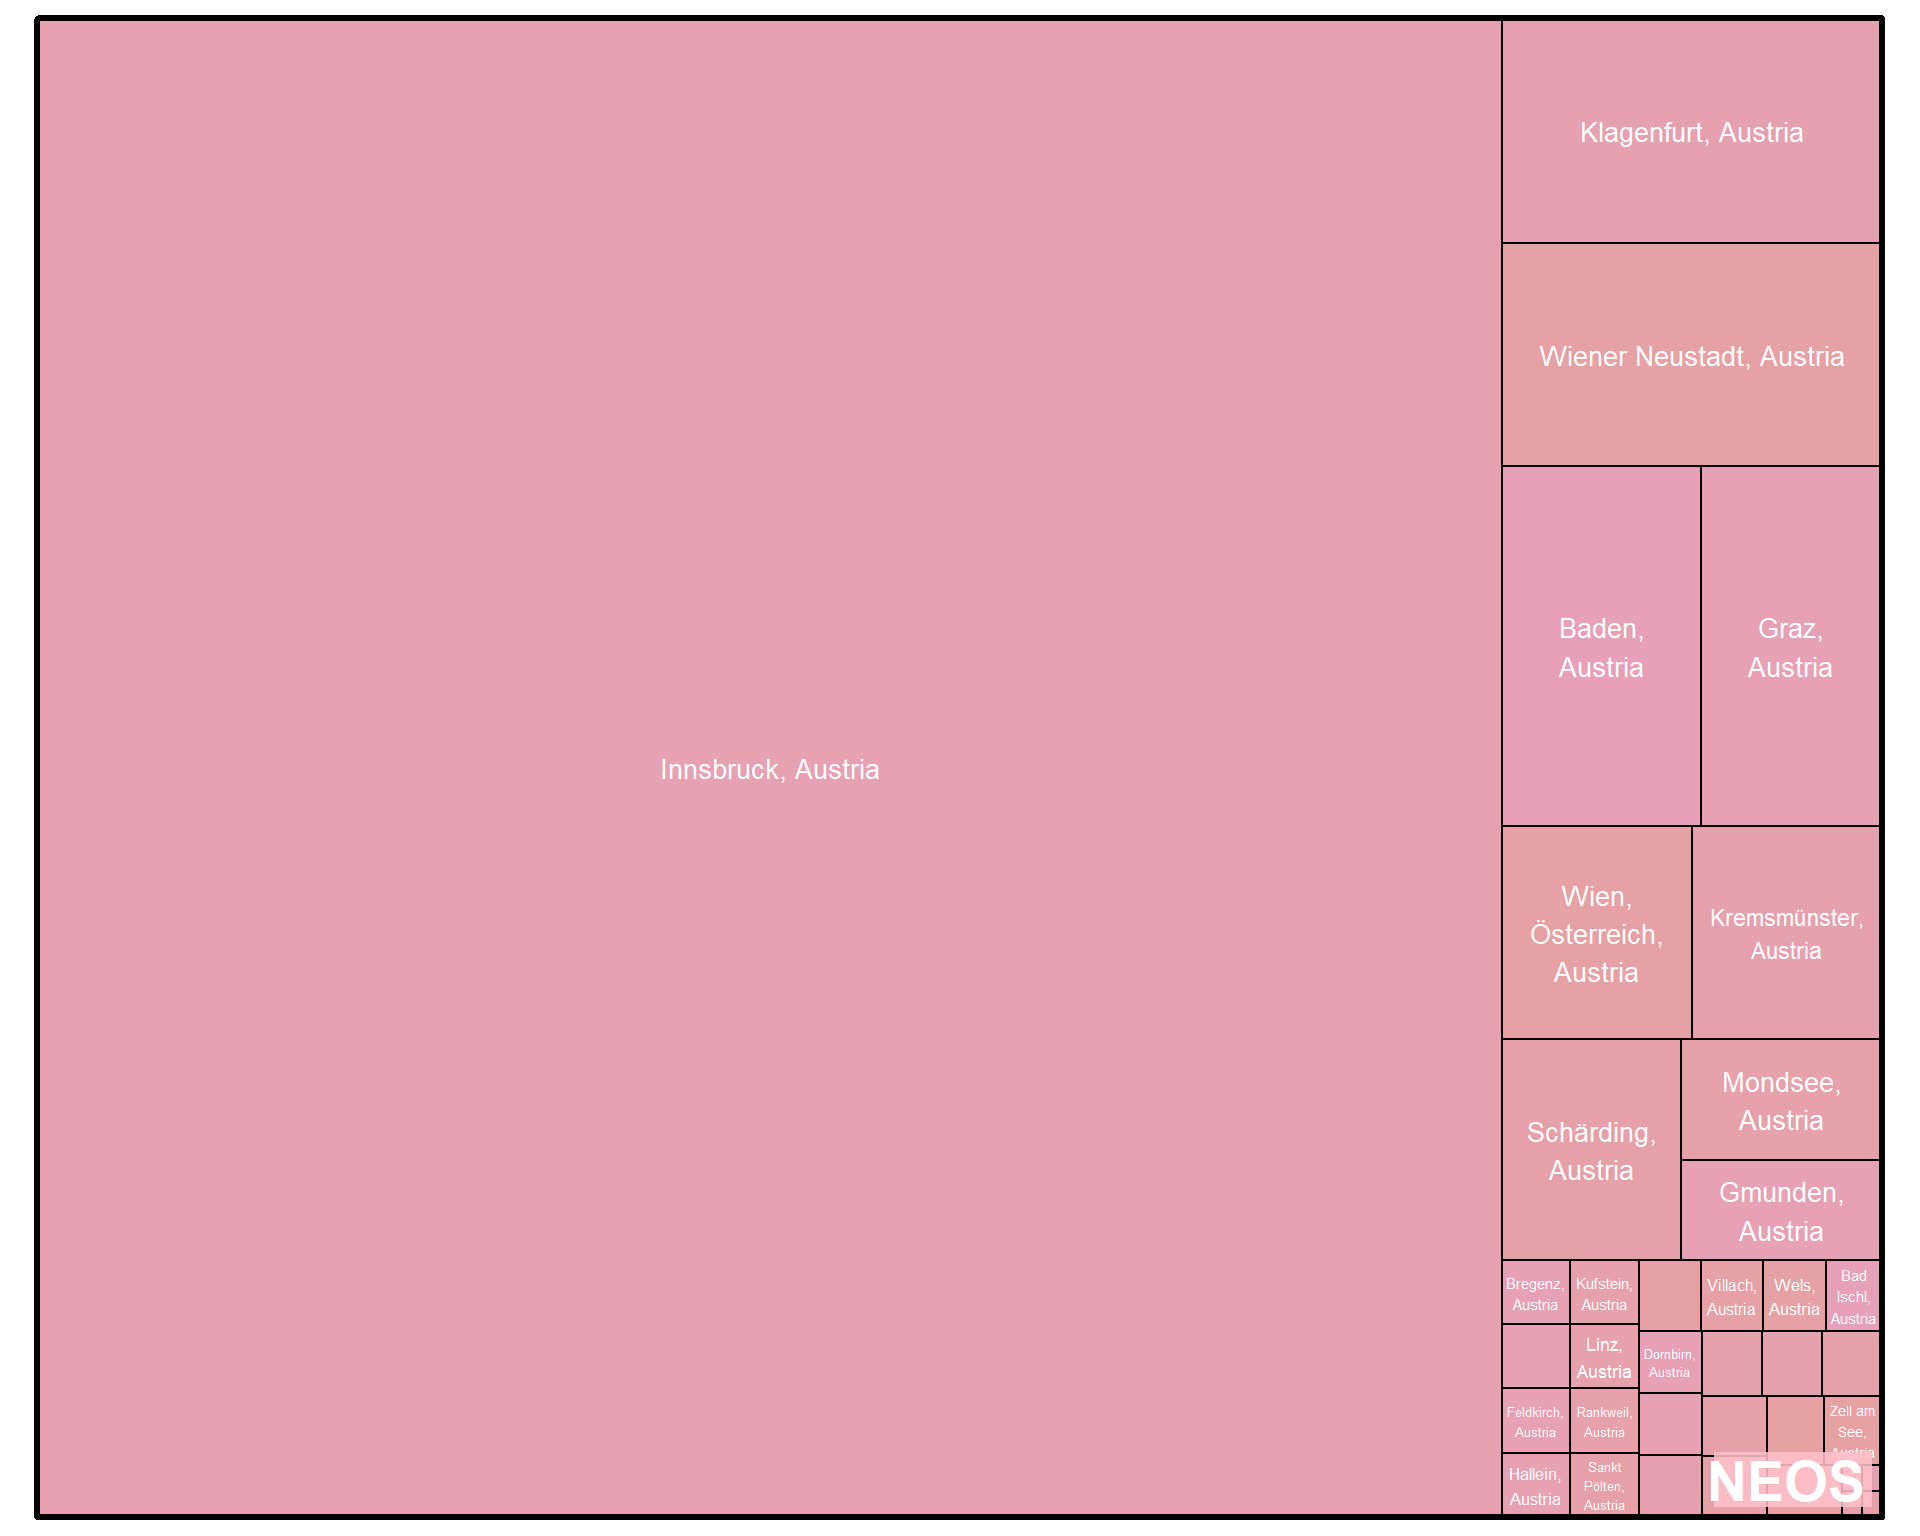 Innsbruck, Austria
Klagenfurt, Austria
Wiener Neustadt, Austria
Baden,
Austria
Graz,
Austria
Wien,
Österreich,
Austria
Kremsmünster,
Austria
Schärding,
Austria
Mondsee,
Austria
Gmunden,
Austria
Bregenz,
Austria
Kufstein,
Austria
Villach,
Austria
Wels,
Austria
Bad
Ischl,
Austria
Linz,
Austria
Dornbirn,
Austria
Feldkirch,
Austria
Rankweil,
Austria
Zell am
See,
Austria
Hallein,
Austria
Sankt
Pölten,
Austria
NEOS